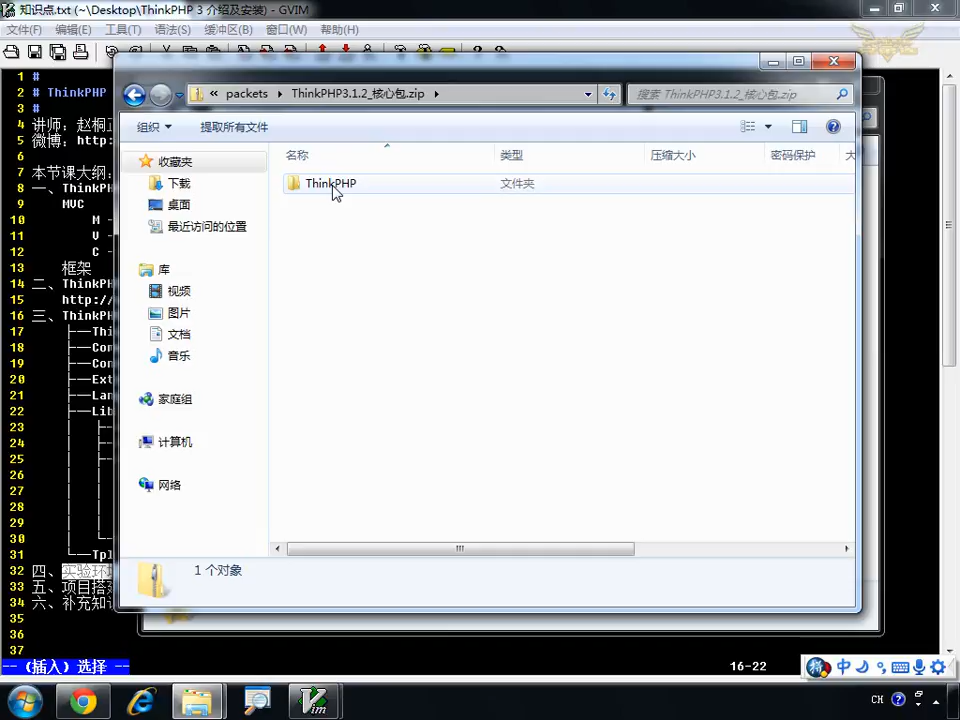 知识点.txt (~\Desktop\ThinkPHP 3 介绍及安装) - GVIM
文件(F) 编辑(E) 工具(T) 语法(S) 缓冲区(B) 窗口(W) 帮助(H)
packets ThinkPHP3.1.2_核心包.zip
搜索 ThinkPHP3.1.2_核心包.zip
组织 提取所有文件
名称 类型 压缩大小 密码保护 大
ThinkPHP 文件夹
收藏夹
下载
桌面
最近访问的位置
库
视频
图片
文档
音乐
家庭组
计算机
网络
1 个对象
1 #
2 # ThinkPHP
3 #
4 讲师：赵桐正
5 微博：http:
6
7 本节课大纲：
8 一、ThinkP
9 MVC
10 M -
11 V -
12 C -
13 框架
14 二、ThinkP
15 http://
16 三、ThinkPH
17 ├──Thi
18 ├──Com
19 ├──Con
20 ├──Ext
21 ├──Lan
22 ├──Lib
23
24
25
26
27
28
29
30
31 └──Tpl
32 四、实验环境
33 五、项目搭建
34 六、补充知识
35
36
37
-- (插入) 选择 --
16-22
中
CH